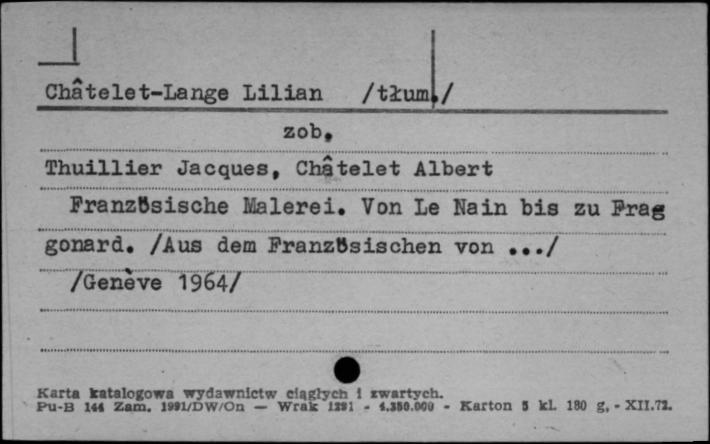 Châtelet-Lange Lilian /tłum./
zob.
Thuillier Jacques, Châtelet Albert
Französische Malerei. Von Le Nain bis zu Frag
gonard. /Aus dem Französischen von .../
/Genève 1964/
Karta katalogowa wydawnictw ciągłych i zwartych.
Pu-B 144 Zam. 1991/DW/On — Wrak 1291 - 4.350.000 - Karton 5 kl. 180 g, - XII.72.